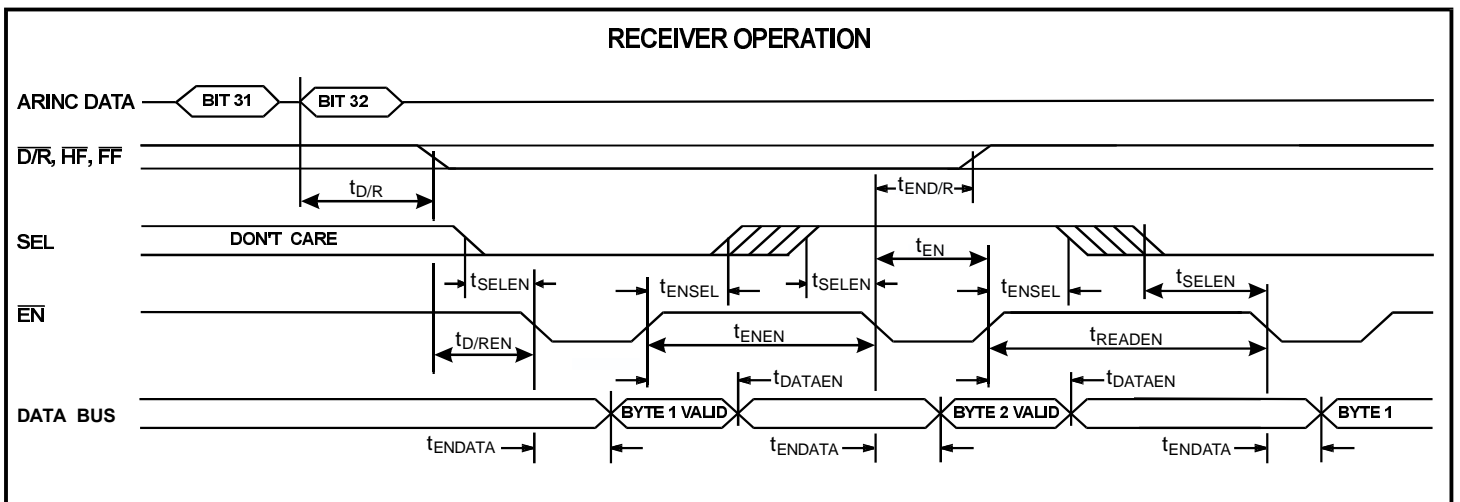 RECEIVER OPERATION
ARINC DATA
BIT 31
BIT 32
D/R, HF, FF
tD/R
tEND/R
SEL
DON'T CARE
tEN
tSELEN
tENSEL
tSELEN
tENSEL
tSELEN
EN
tD/REN
tENEN
tREADEN
tDATAEN
tDATAEN
DATA BUS
BYTE 1 VALID
BYTE 2 VALID
BYTE 1
tENDATA
tENDATA
tENDATA